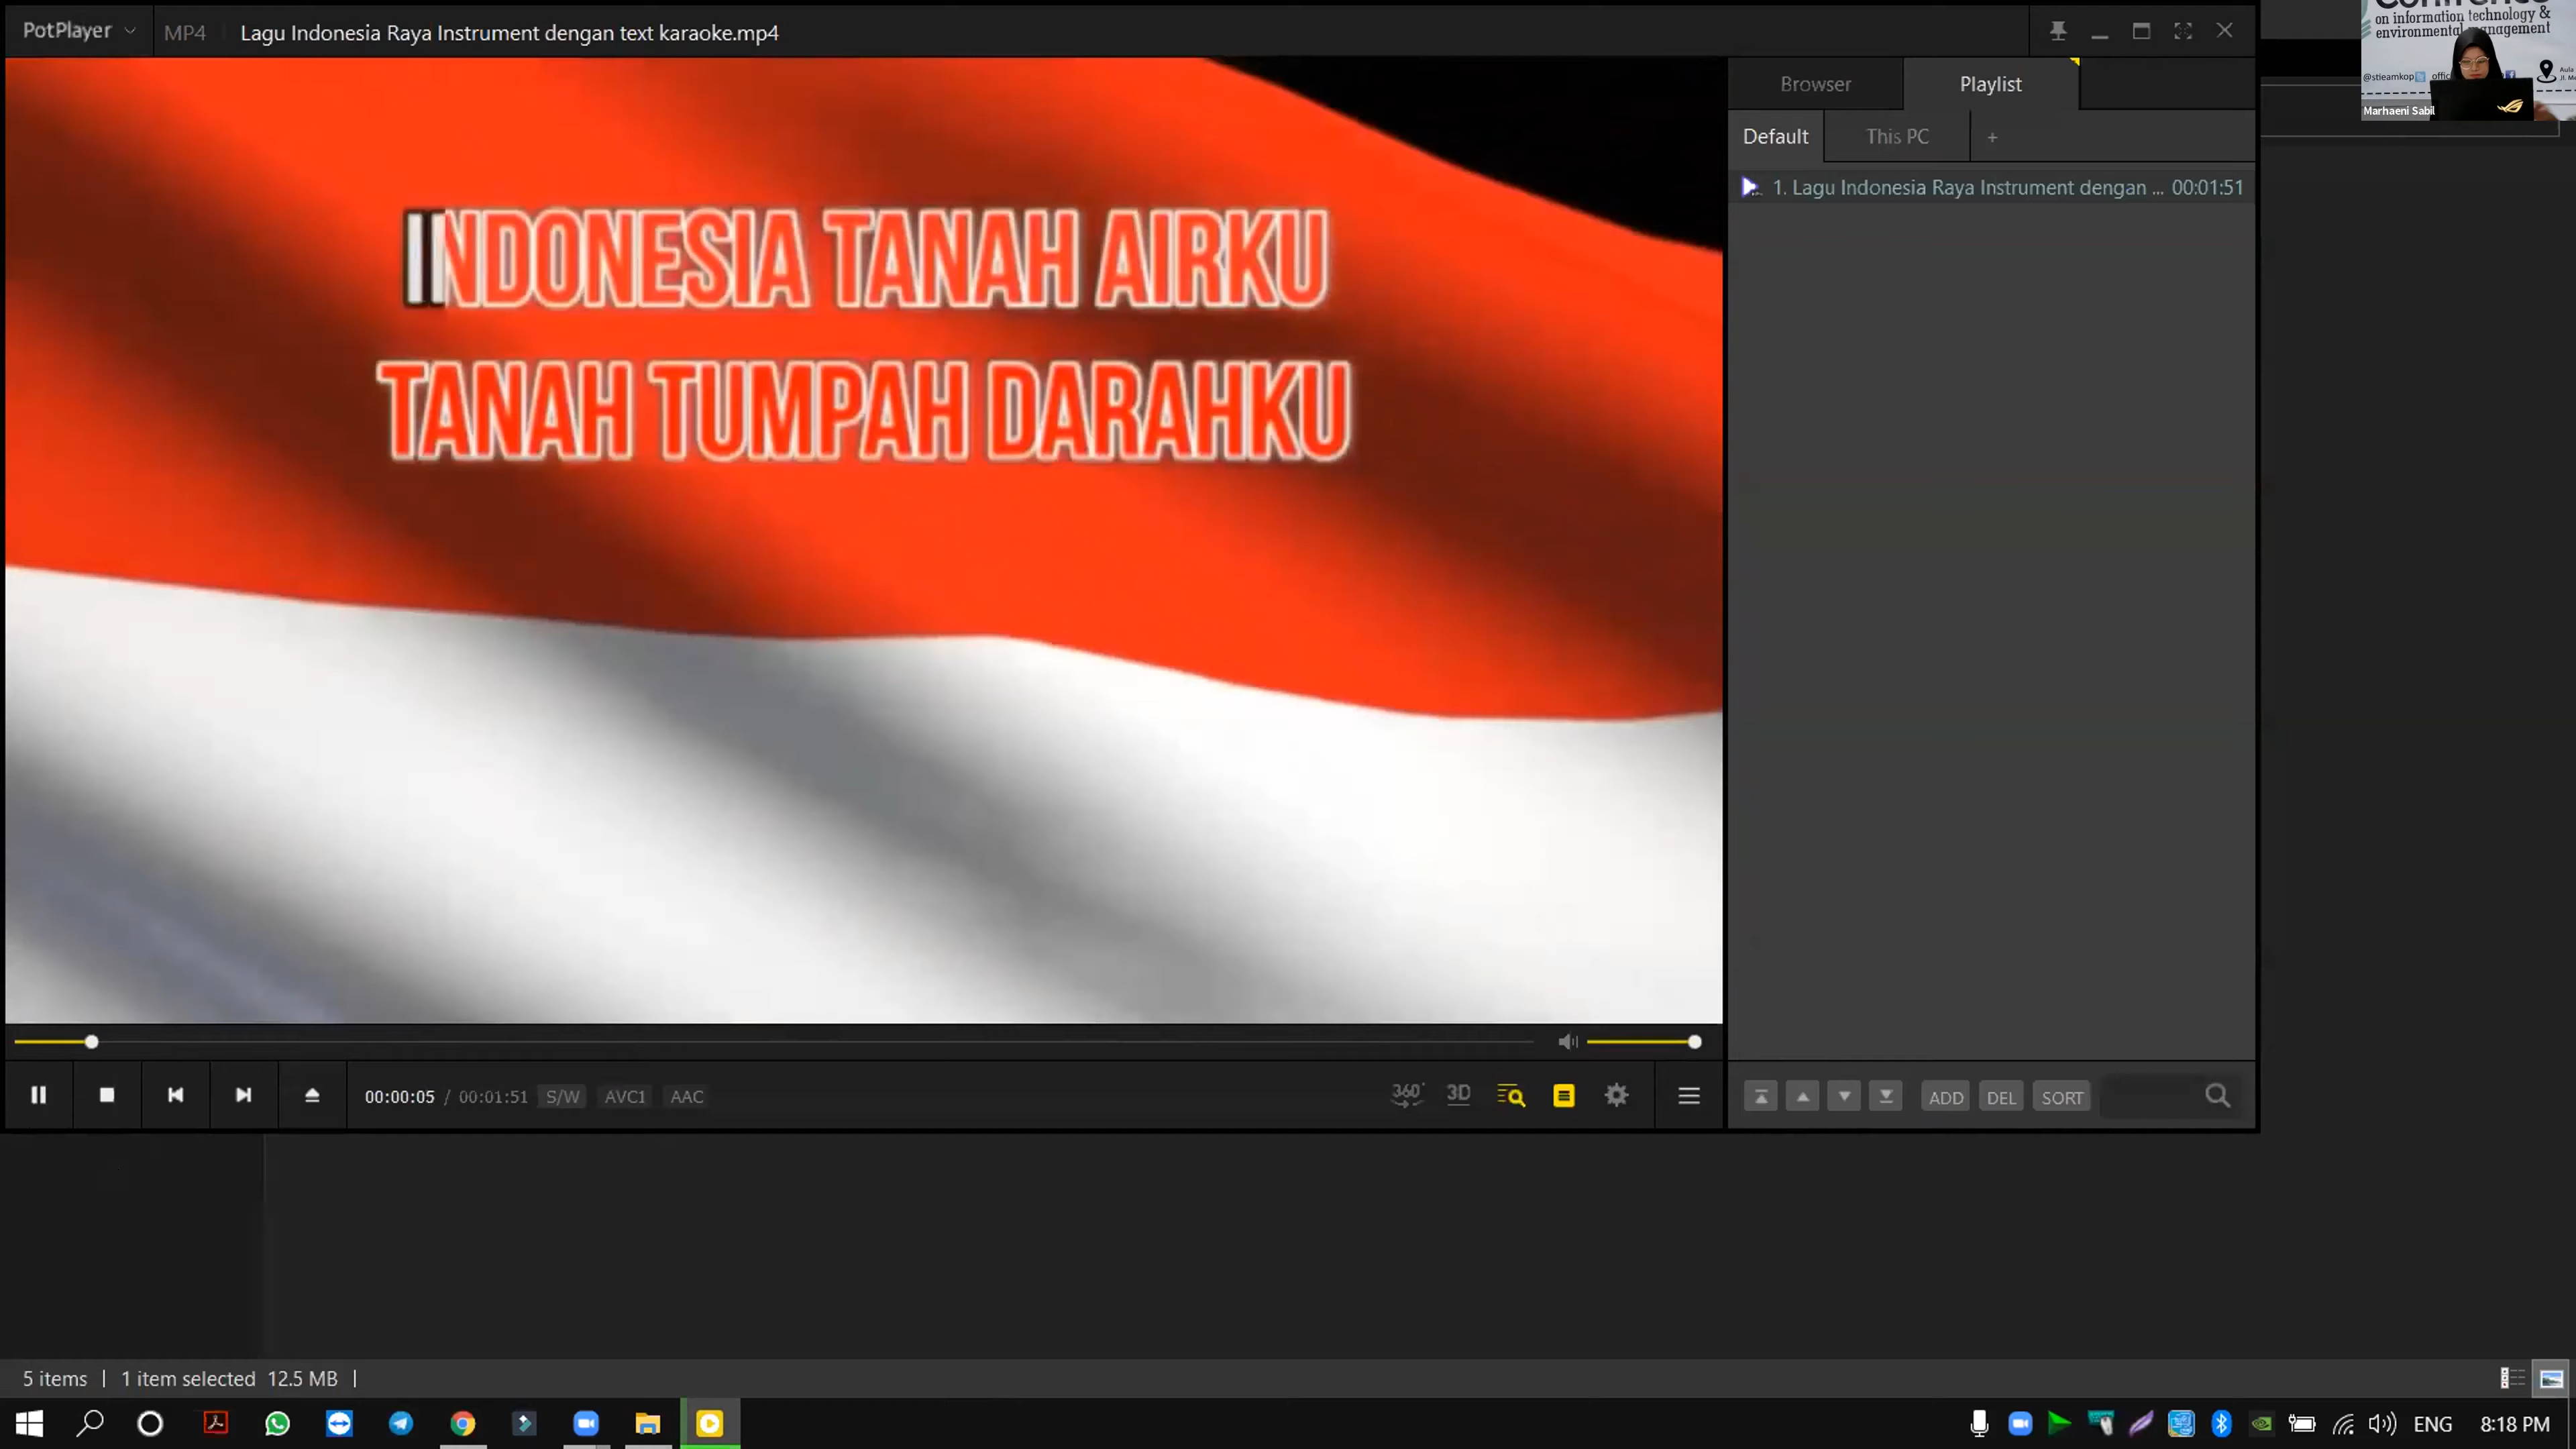 PotPlayer
MP4
Lagu Indonesia Raya Instrument dengan text karaoke.mp4
on information technology &
environmental management
@stieamkop
Aula
Marhaeni Sabil
Browser
Playlist
Default
This PC
+
1. Lagu Indonesia Raya Instrument dengan ... 00:01:51
INDONESIA TANAH AIRKU
TANAH TUMPAH DARAHKU
00:00:05 / 00:01:51 S/W AVC1 AAC
360°
3D
ADD
DEL
SORT
5 items
1 item selected 12.5 MB
ENG
8:18 PM